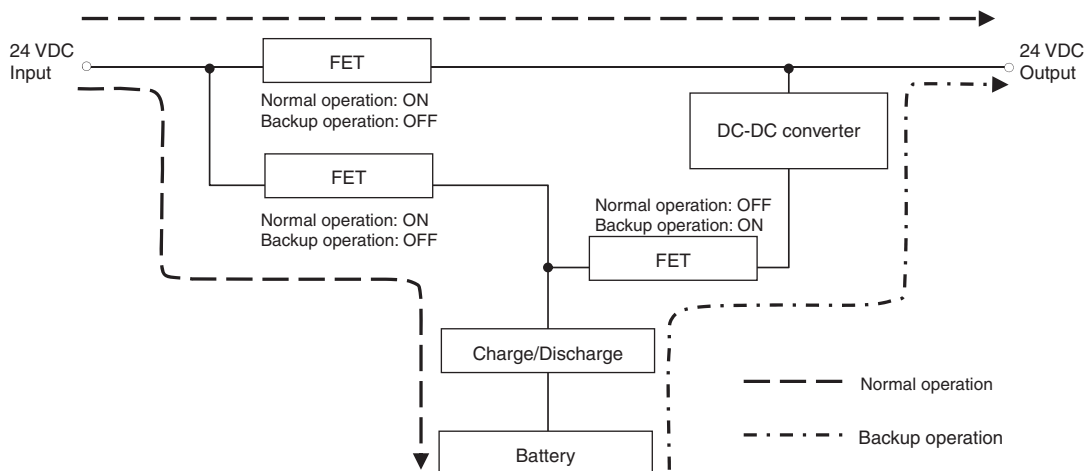 24 VDC
Input
FET
24 VDC
Output
Normal operation: ON
Backup operation: OFF
DC-DC converter
FET
Normal operation: ON
Backup operation: OFF
Normal operation: OFF
Backup operation: ON
FET
Charge/Discharge
Normal operation
Battery
Backup operation